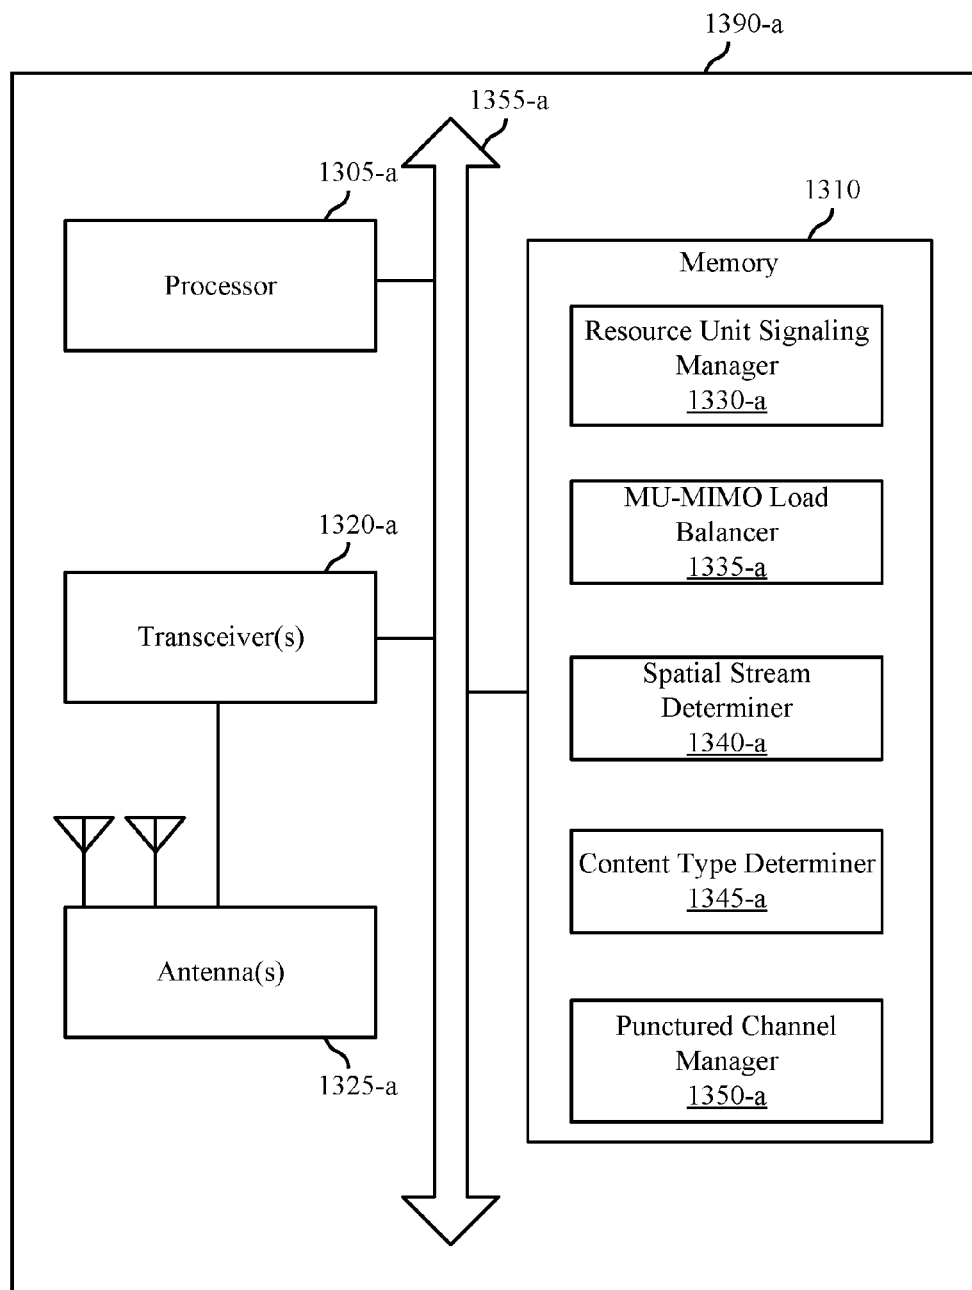 1390-a
1355-a
1305-a
Processor
1310
Memory
Resource Unit Signaling
Manager
1330-a
MU-MIMO Load
Balancer
1335-a
1320-a
Transceiver(s)
Spatial Stream
Determiner
1340-a
Content Type Determiner
1345-a
Antenna(s)
1325-a
Punctured Channel
Manager
1350-a